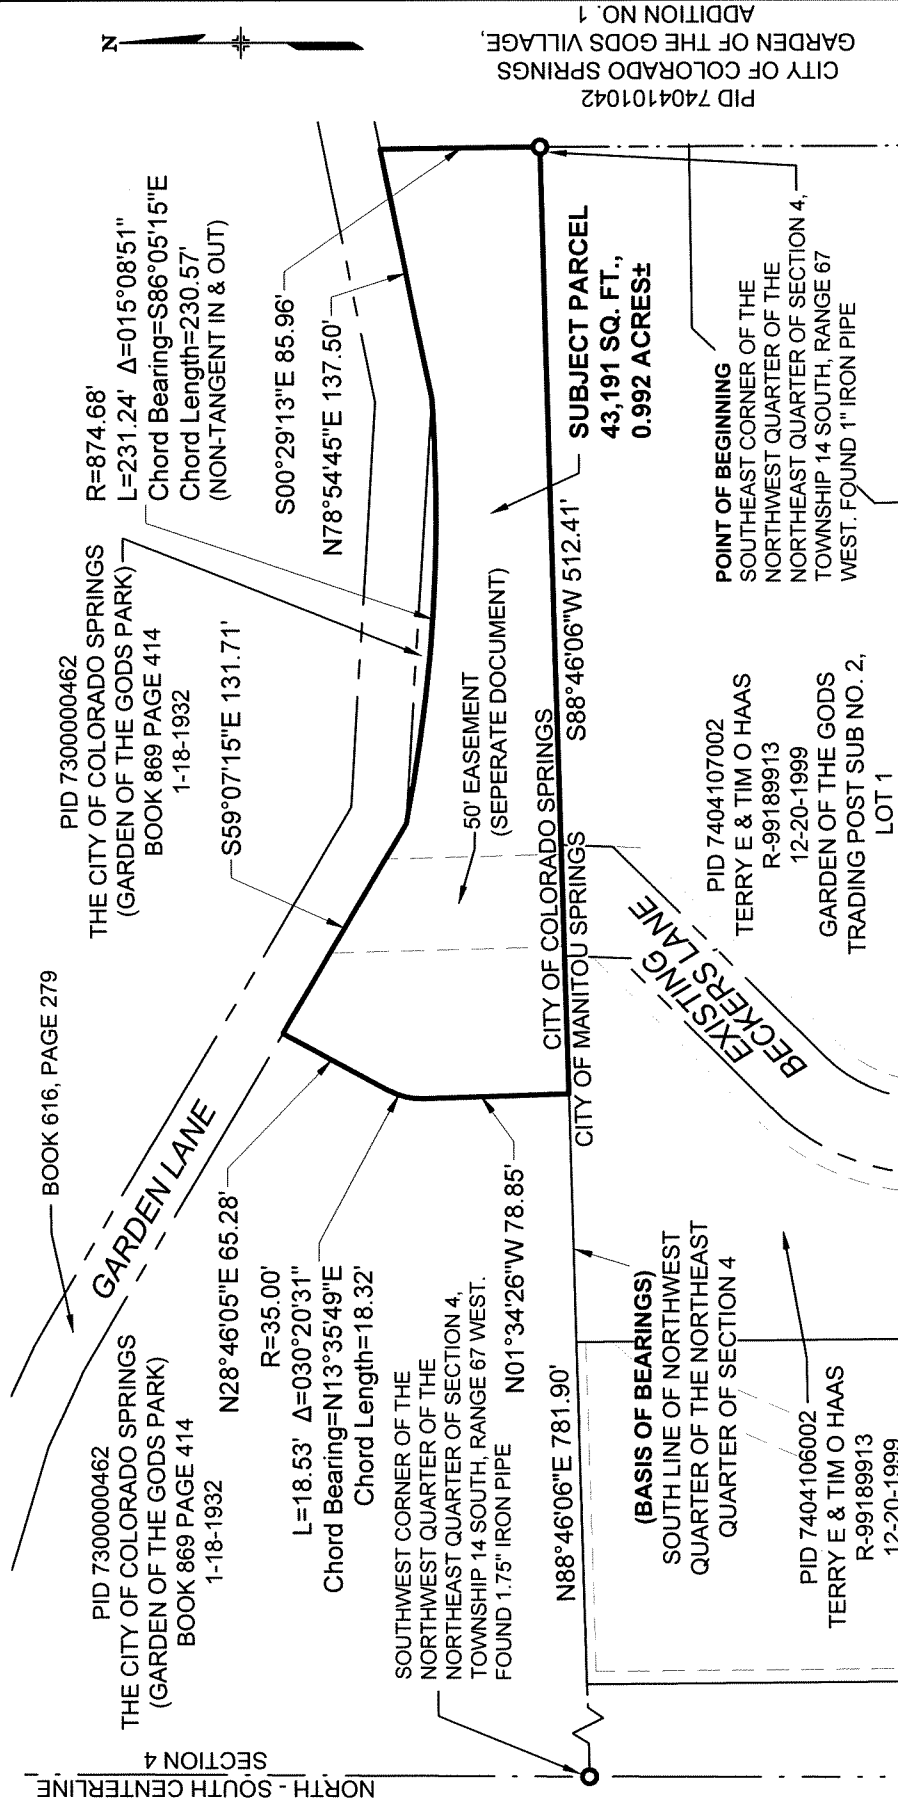 N
PID 7404101042
CITY OF COLORADO SPRINGS
GARDEN OF THE GODS VILLAGE,
ADDITION NO. 1
BOOK 616, PAGE 279
GARDEN LANE
PID 7300000462
THE CITY OF COLORADO SPRINGS
(GARDEN OF THE GODS PARK)
BOOK 869 PAGE 414
1-18-1932
PID 7300000462
THE CITY OF COLORADO SPRINGS
(GARDEN OF THE GODS PARK)
BOOK 869 PAGE 414
1-18-1932
R=874.68'
L=231.24' Δ=015°08'51"
Chord Bearing=S86°05'15"E
Chord Length=230.57'
(NON-TANGENT IN & OUT)
S59°07'15"E 131.71'
S00°29'13"E 85.96'
N78°54'45"E 137.50'
N28°46'05"E 65.28'
R=35.00'
L=18.53' Δ=030°20'31"
Chord Bearing=N13°35'49"E
Chord Length=18.32'
N01°34'26"W 78.85'
SOUTHWEST CORNER OF THE
NORTHWEST QUARTER OF THE
NORTHEAST QUARTER OF SECTION 4,
TOWNSHIP 14 SOUTH, RANGE 67 WEST.
FOUND 1.75" IRON PIPE
NORTH - SOUTH CENTERLINE
SECTION 4
50' EASEMENT
(SEPERATE DOCUMENT)
SUBJECT PARCEL
43,191 SQ. FT.,
0.992 ACRES±
CITY OF COLORADO SPRINGS
CITY OF MANITOU SPRINGS
S88°46'06"W 512.41'
N88°46'06"E 781.90'
(BASIS OF BEARINGS)
SOUTH LINE OF NORTHWEST
QUARTER OF THE NORTHEAST
QUARTER OF SECTION 4
EXISTING
BECKERS LANE
POINT OF BEGINNING
SOUTHEAST CORNER OF THE
NORTHWEST QUARTER OF THE
NORTHEAST QUARTER OF SECTION 4,
TOWNSHIP 14 SOUTH, RANGE 67
WEST. FOUND 1" IRON PIPE
PID 7404107002
TERRY E & TIM O HAAS
R-99189913
12-20-1999
GARDEN OF THE GODS
TRADING POST SUB NO. 2,
LOT 1
PID 7404106002
TERRY E & TIM O HAAS
R-99189913
12-20-1999